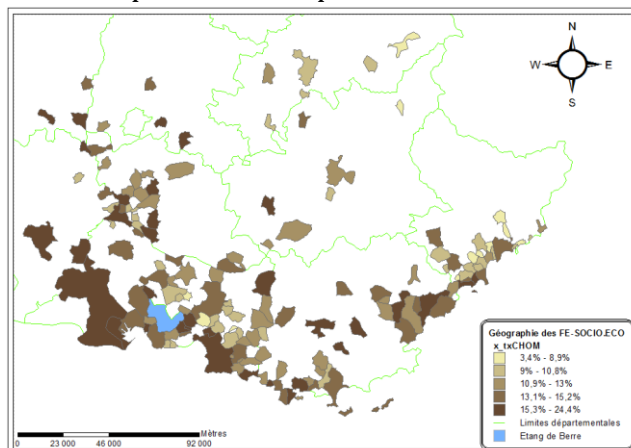 N
W E
S
Géographie des FE-SOCIO.ECO
x_txCHOM
3,4% - 8,9%
9% - 10,8%
10,9% - 13%
13,1% - 15,2%
15,3% - 24,4%
Limites départementales
Etang de Berre
Mètres
0 23 000 46 000 92 000